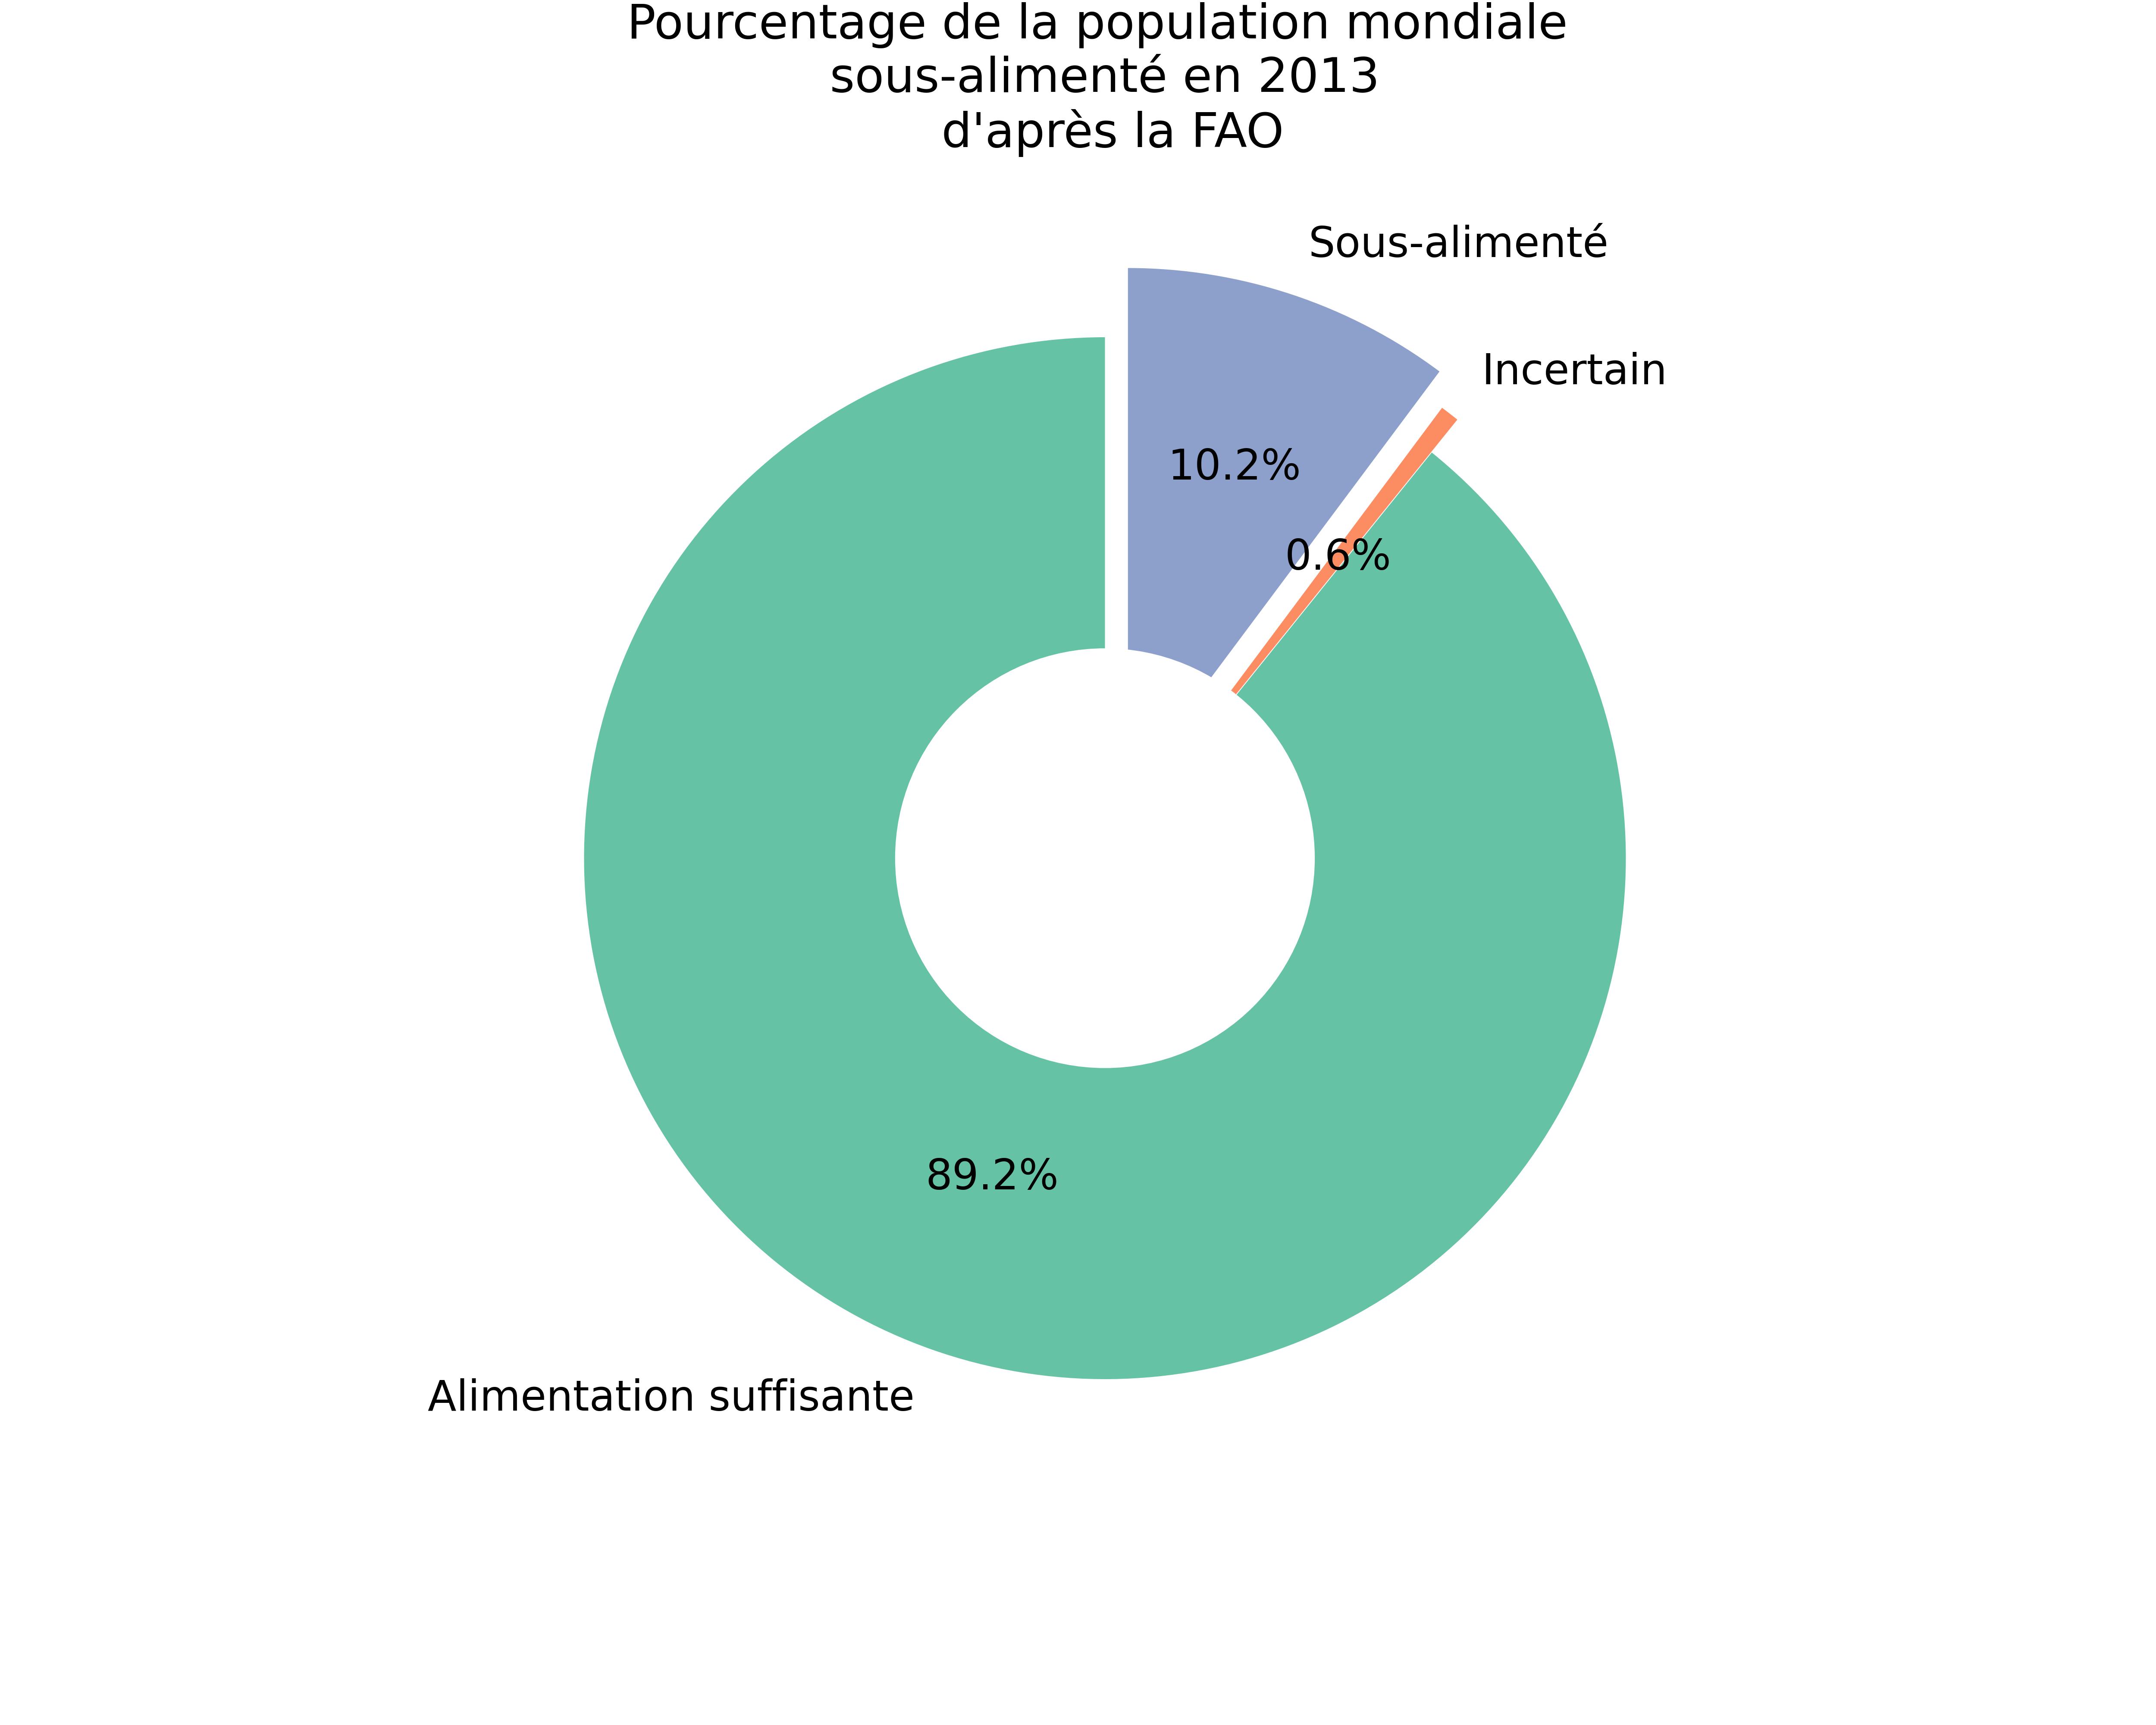 Pourcentage de la population mondiale
sous-alimenté en 2013
d'après la FAO
Sous-alimenté
Incertain
10.2%
0.6%
89.2%
Alimentation suffisante